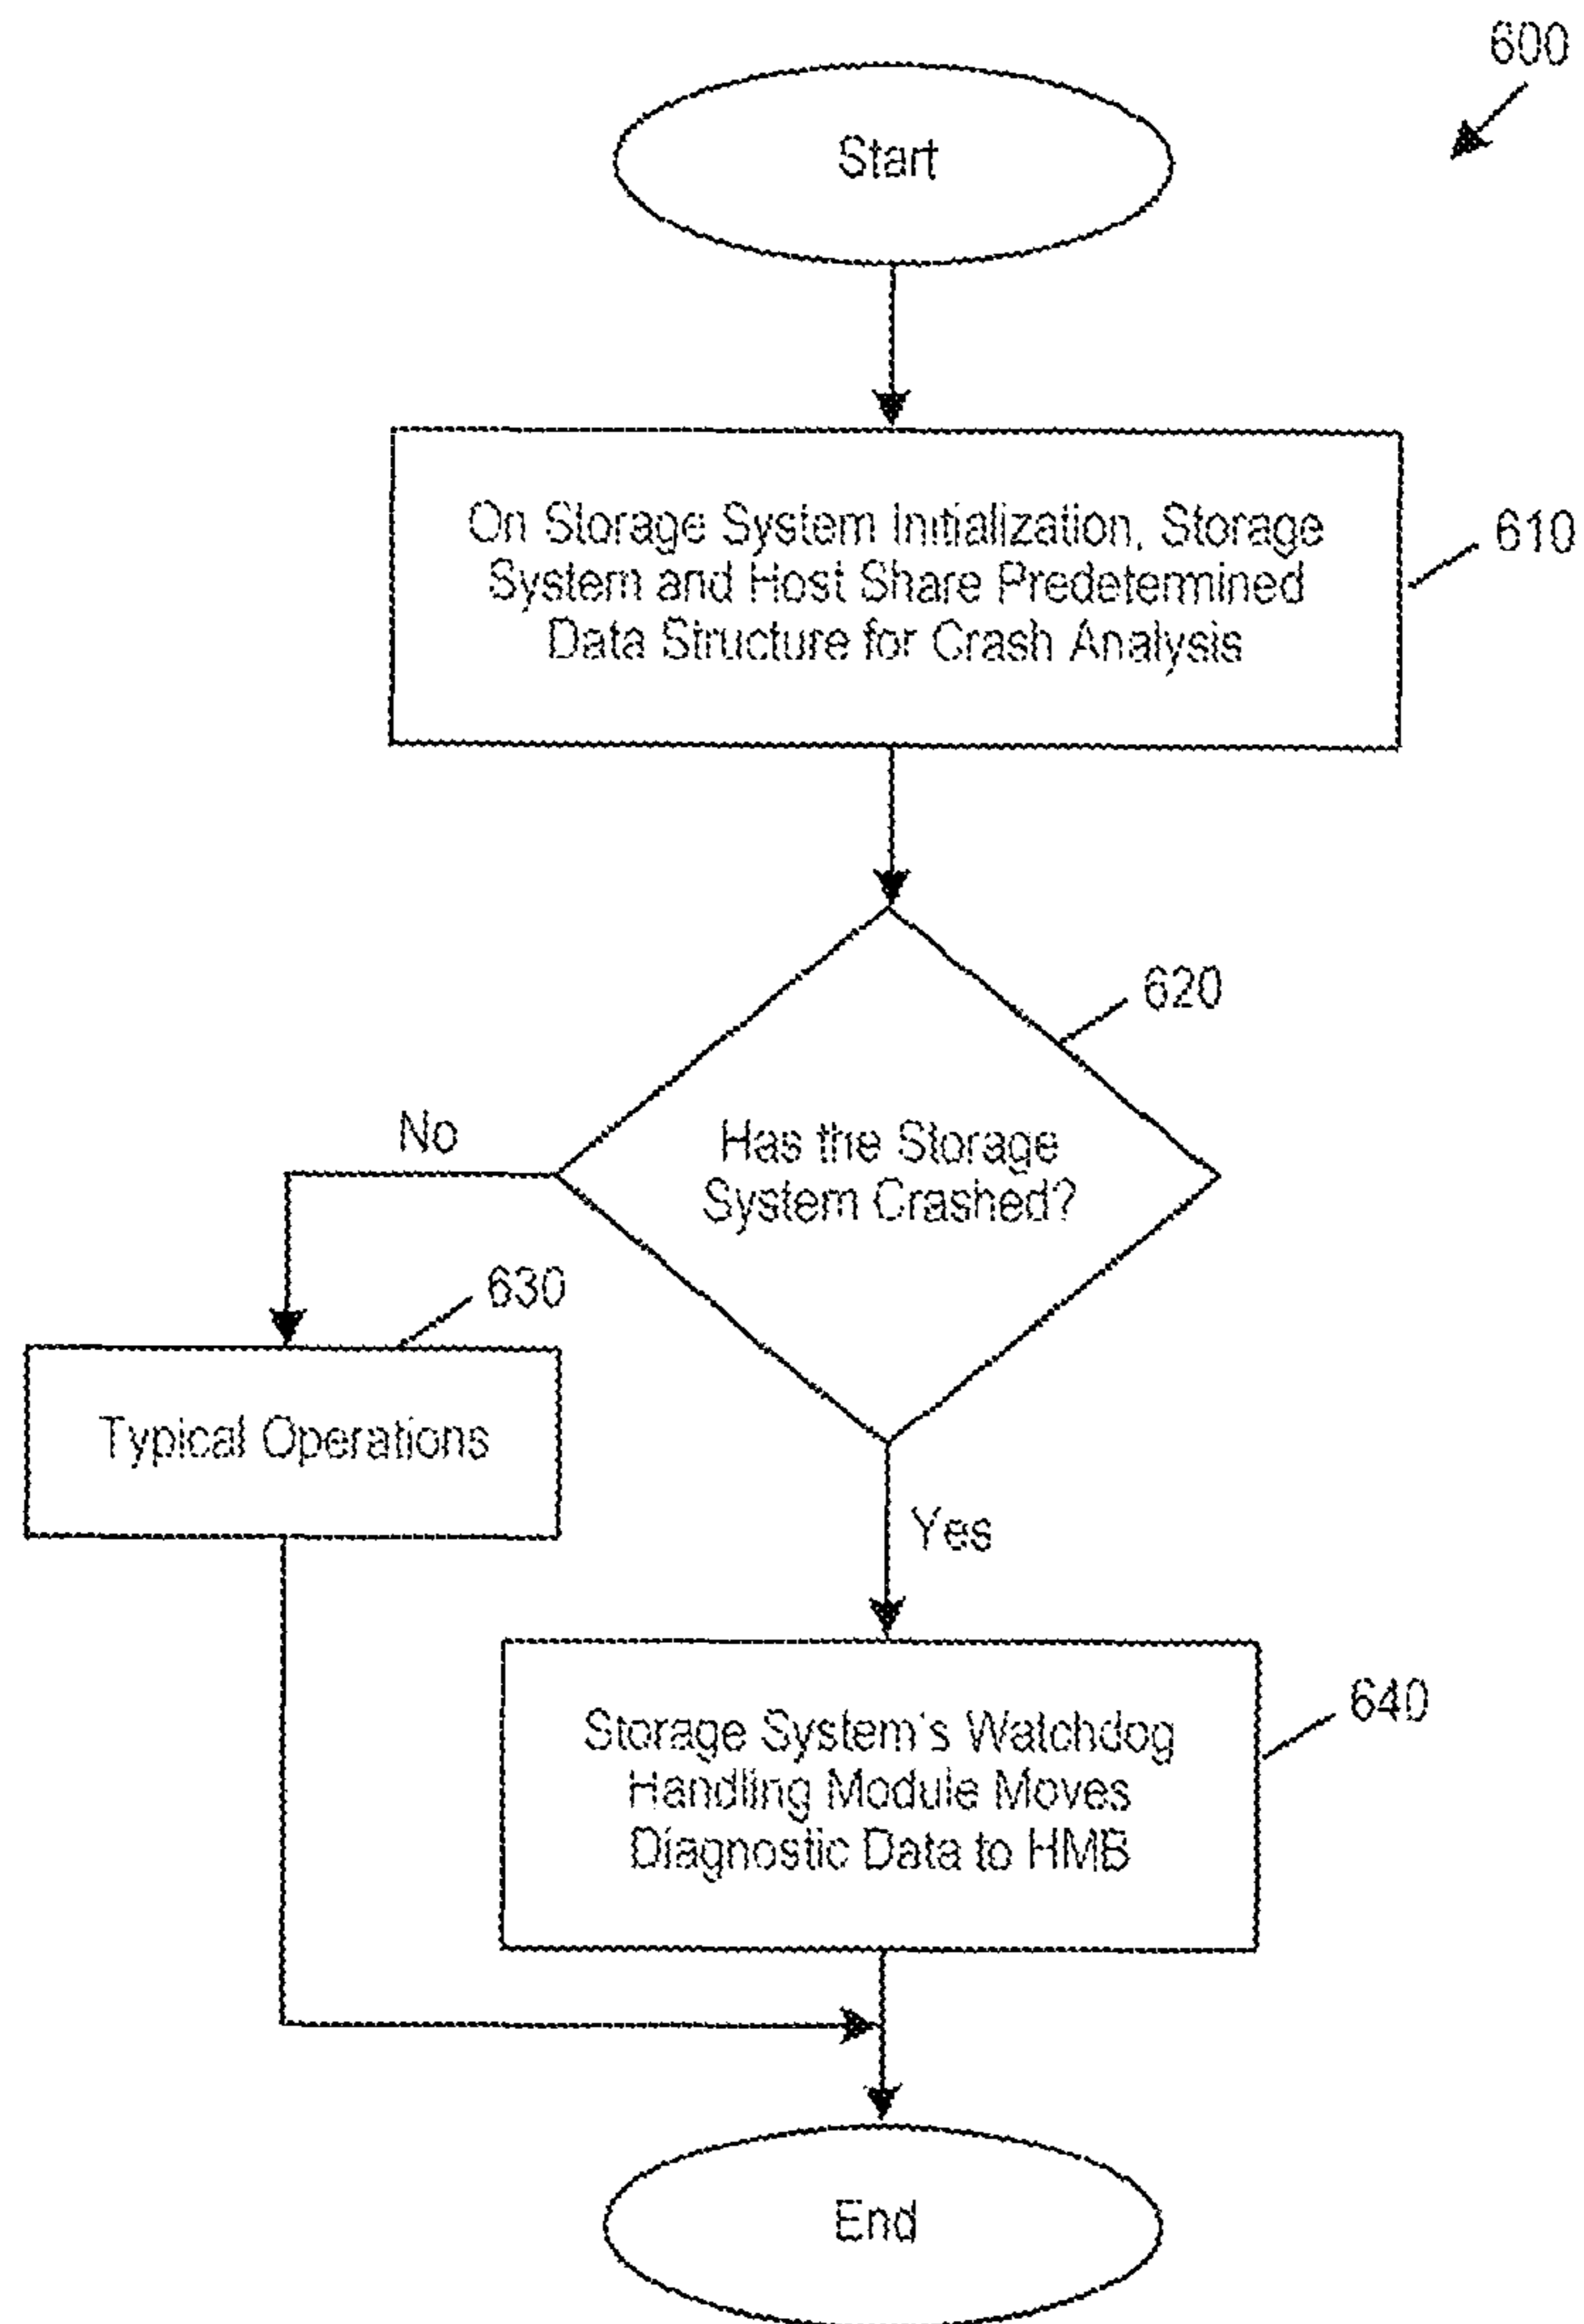 600
Start
On Storage System Initialization, Storage
System and Host Share Predetermined
Data Structure for Crash Analysis
610
620
Has the Storage
System Crashed?
No
630
Typical Operations
Yes
Storage System's Watchdog
Handling Module Moves
Diagnostic Data to HMB
640
End